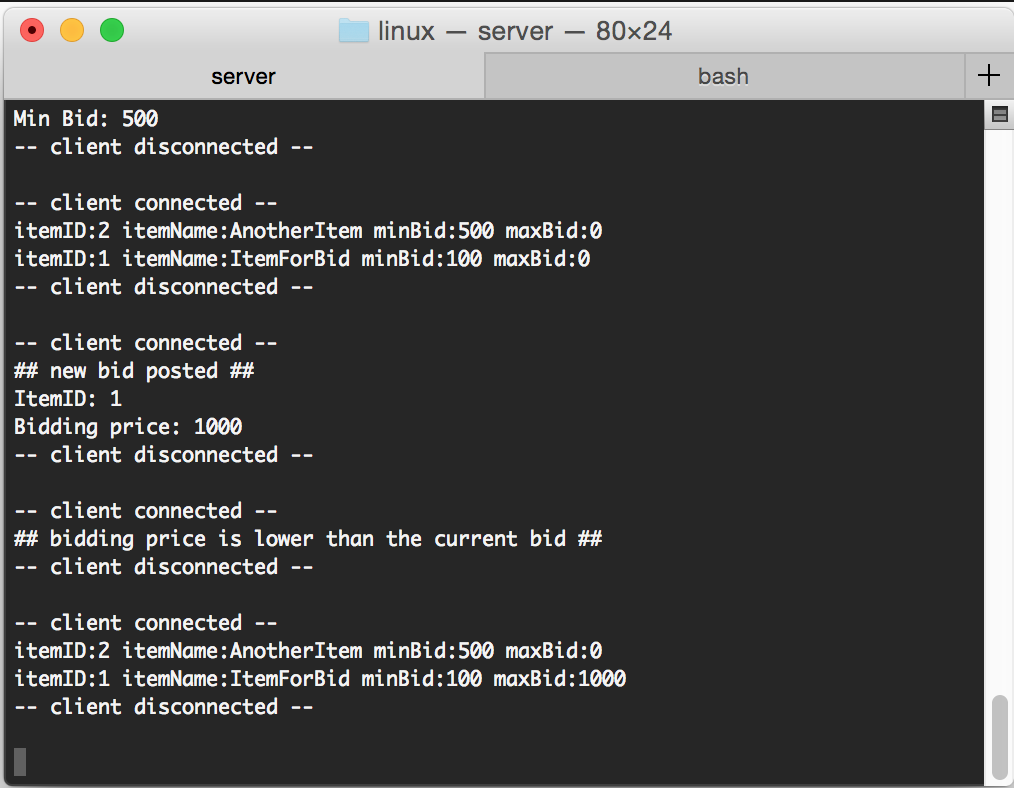 linux — server — 80×24
server
bash
+
Min Bid: 500
-- client disconnected --
-- client connected --
itemID:2 itemName:AnotherItem minBid:500 maxBid:0
itemID:1 itemName:ItemForBid minBid:100 maxBid:0
-- client disconnected --
-- client connected --
## new bid posted ##
ItemID: 1
Bidding price: 1000
-- client disconnected --
-- client connected --
## bidding price is lower than the current bid ##
-- client disconnected --
-- client connected --
itemID:2 itemName:AnotherItem minBid:500 maxBid:0
itemID:1 itemName:ItemForBid minBid:100 maxBid:1000
-- client disconnected --